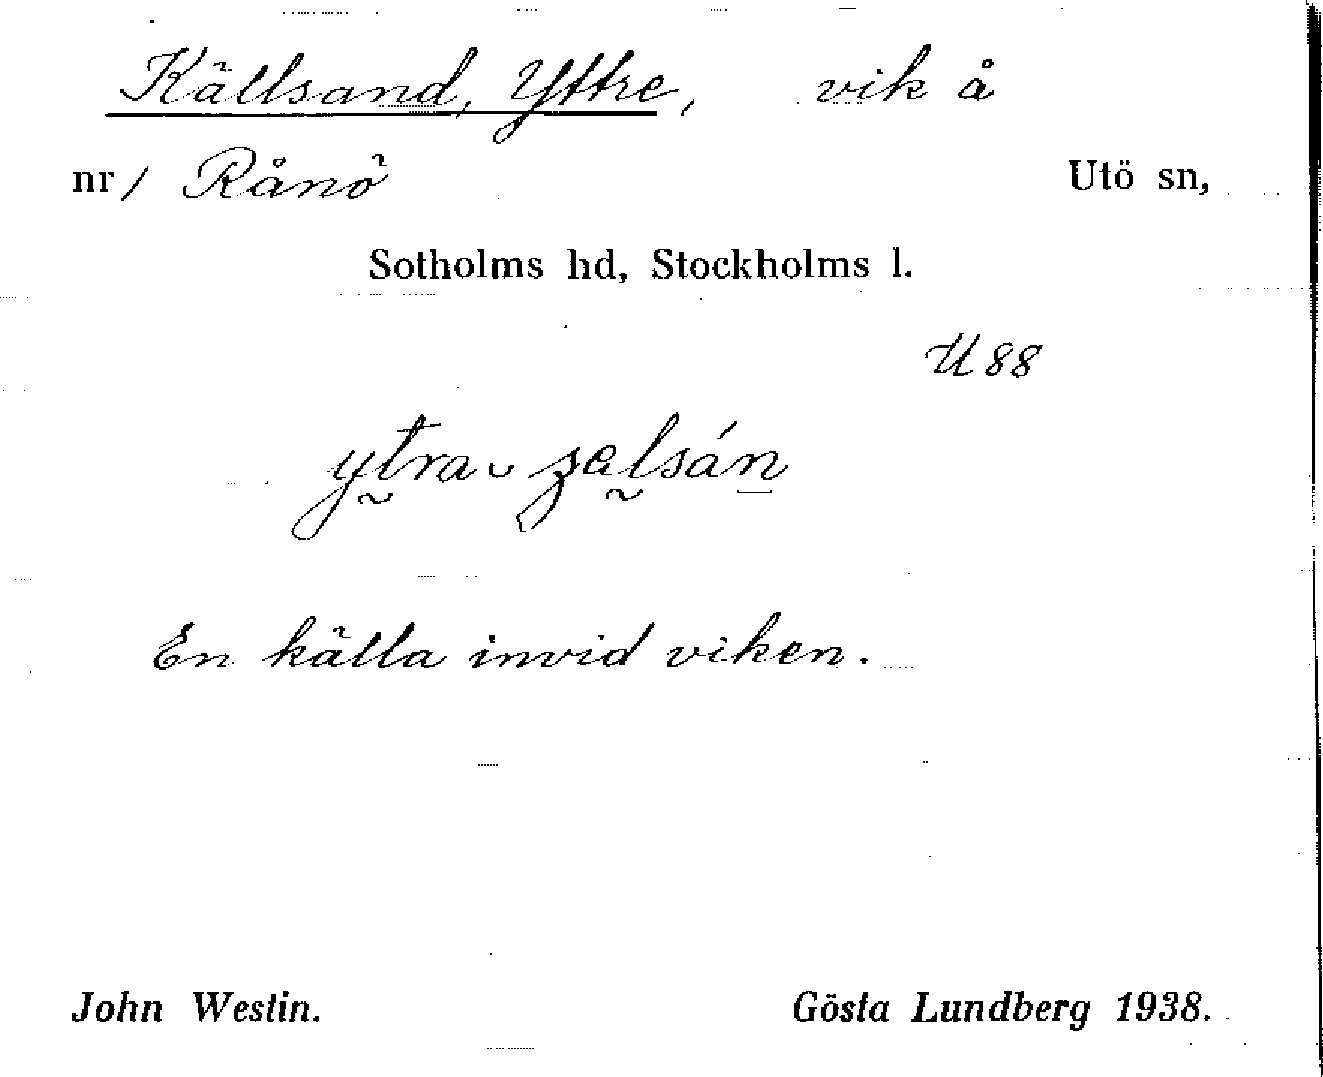 Källsand, Yttre, vik å
nr 1 Rånö Utö sn,
Sotholms hd, Stockholms l.
U 88
ytra ᴗ ʒelsán
En källa invid viken.
John Westin. Gösta Lundberg 1938.